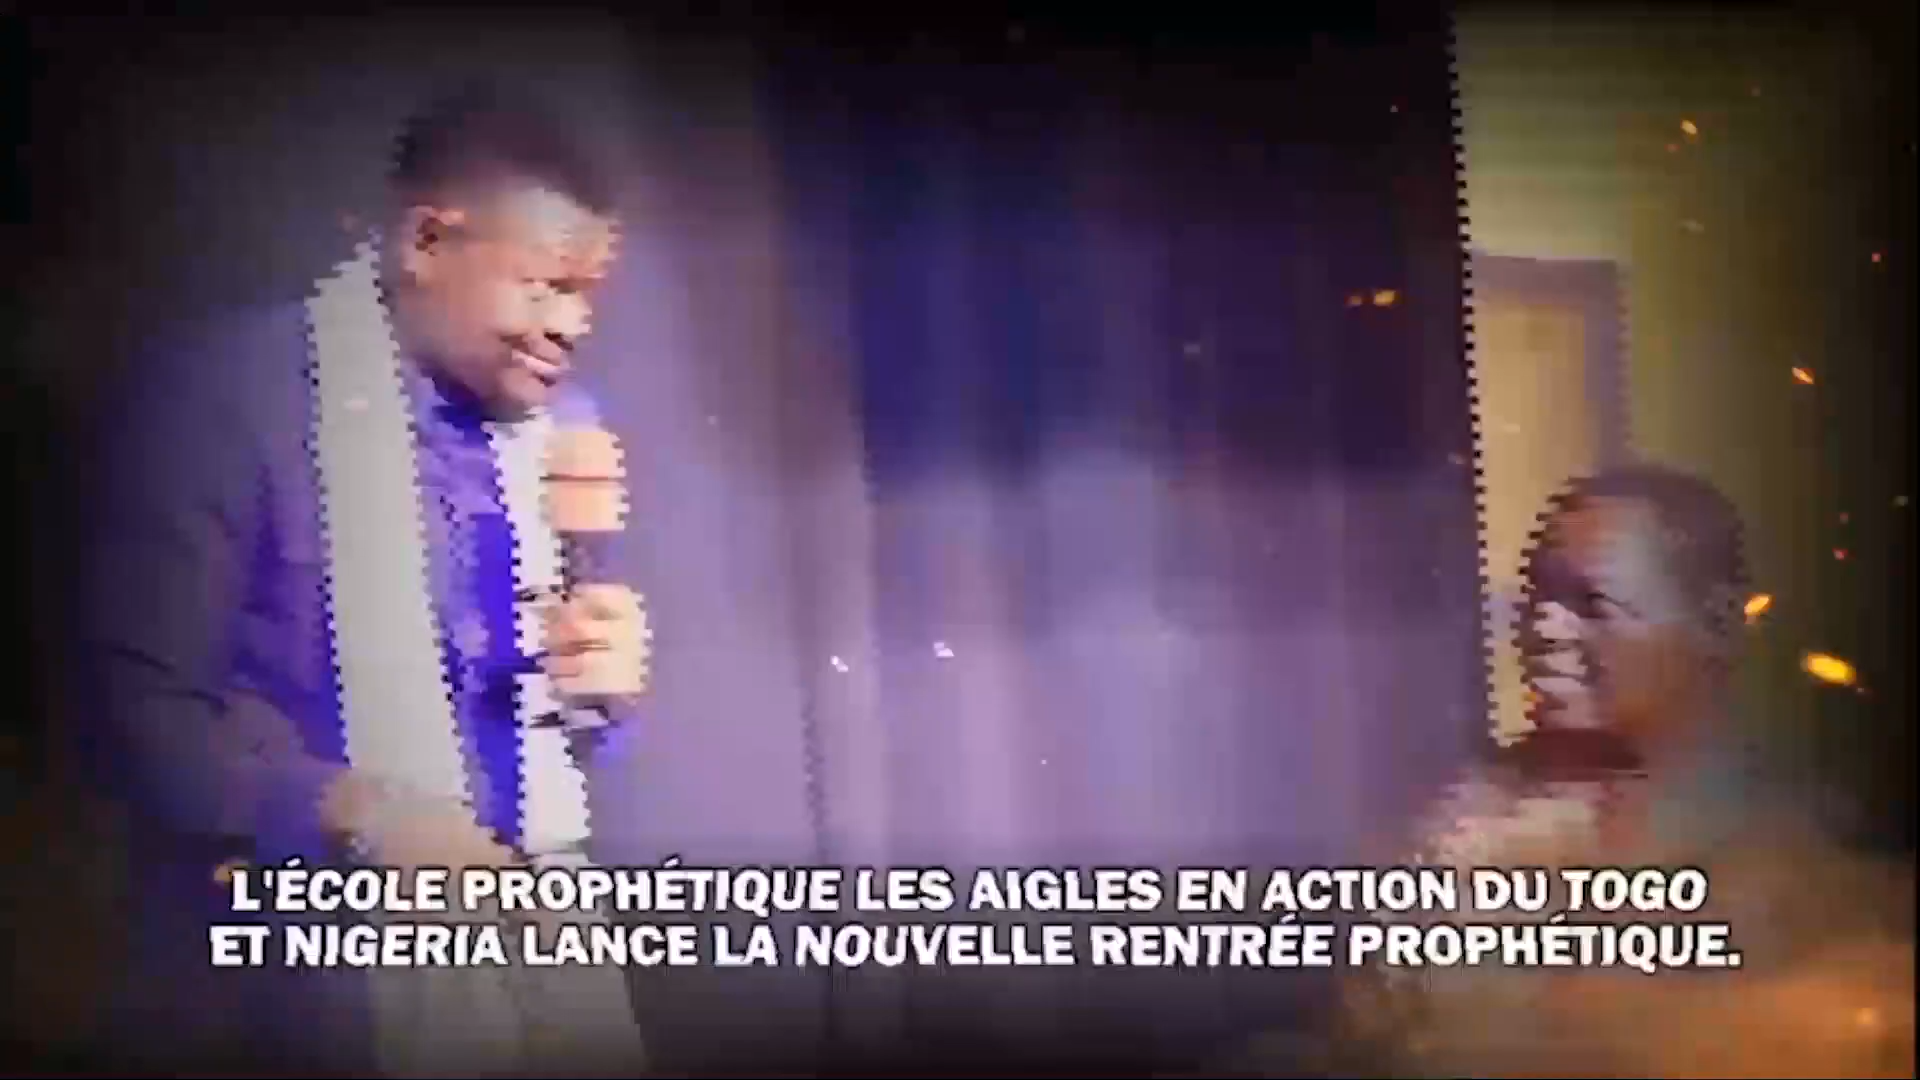 L'ÉCOLE PROPHÉTIQUE LES AIGLES EN ACTION DU TOGO
ET NIGERIA LANCE LA NOUVELLE RENTRÉE PROPHÉTIQUE.